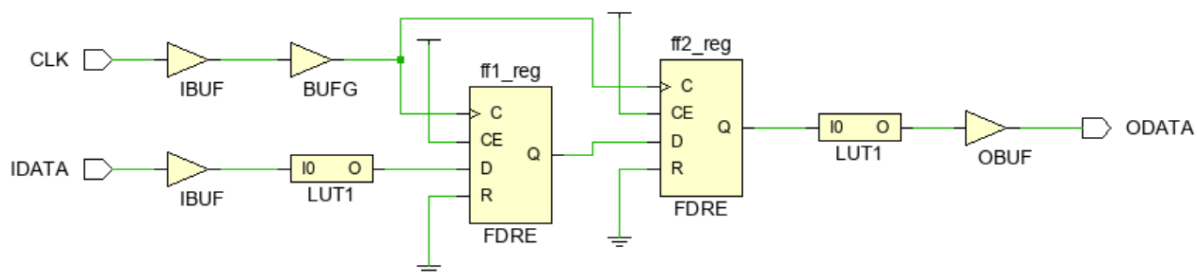 CLK
IBUF
BUFG
IDATA
IBUF
I0 O
LUT1
ff1_reg
C
CE
D
R
Q
FDRE
ff2_reg
C
CE
D
R
Q
FDRE
I0 O
LUT1
OBUF
ODATA